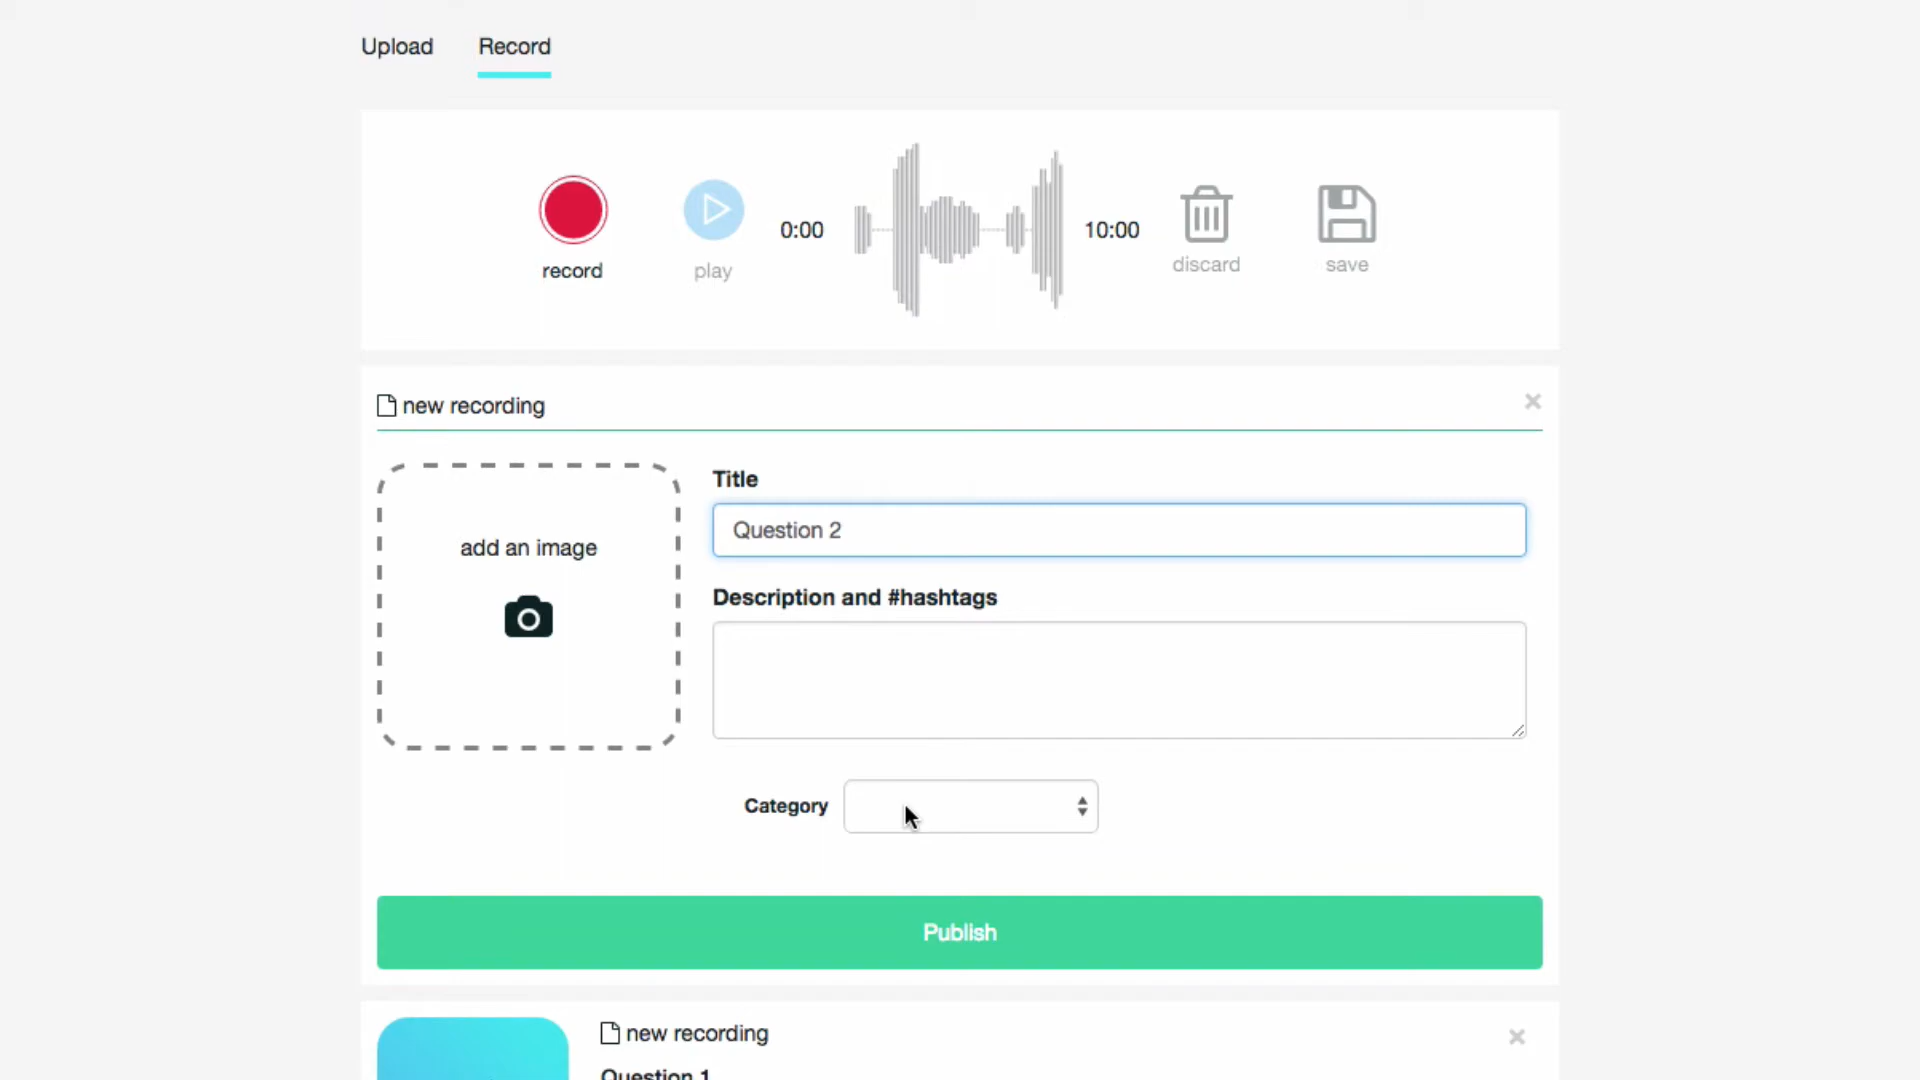 Upload Record
record play 0:00 10:00 discard save
new recording
add an image
Title
Question 2
Description and #hashtags
Category
Publish
new recording
Question 1